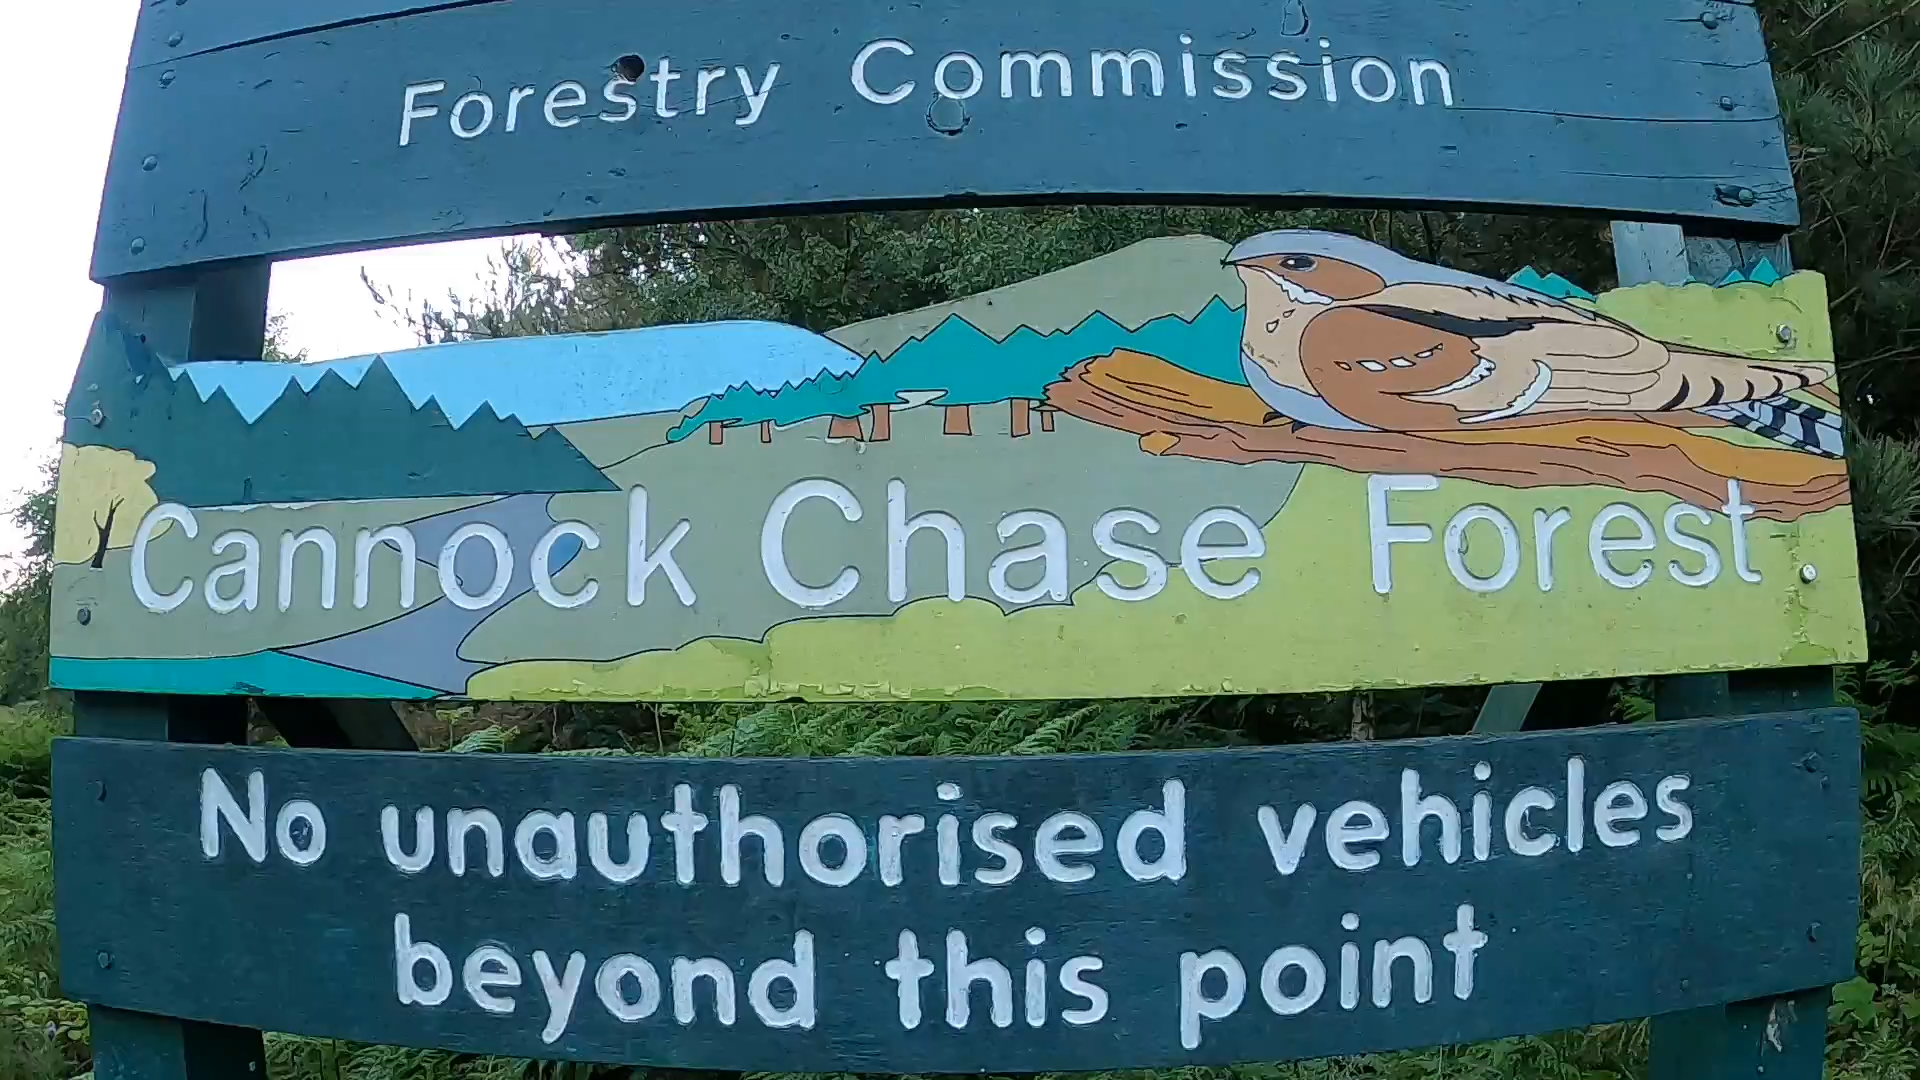 Forestry Commission
Cannock Chase Forest
No unauthorised vehicles
beyond this point